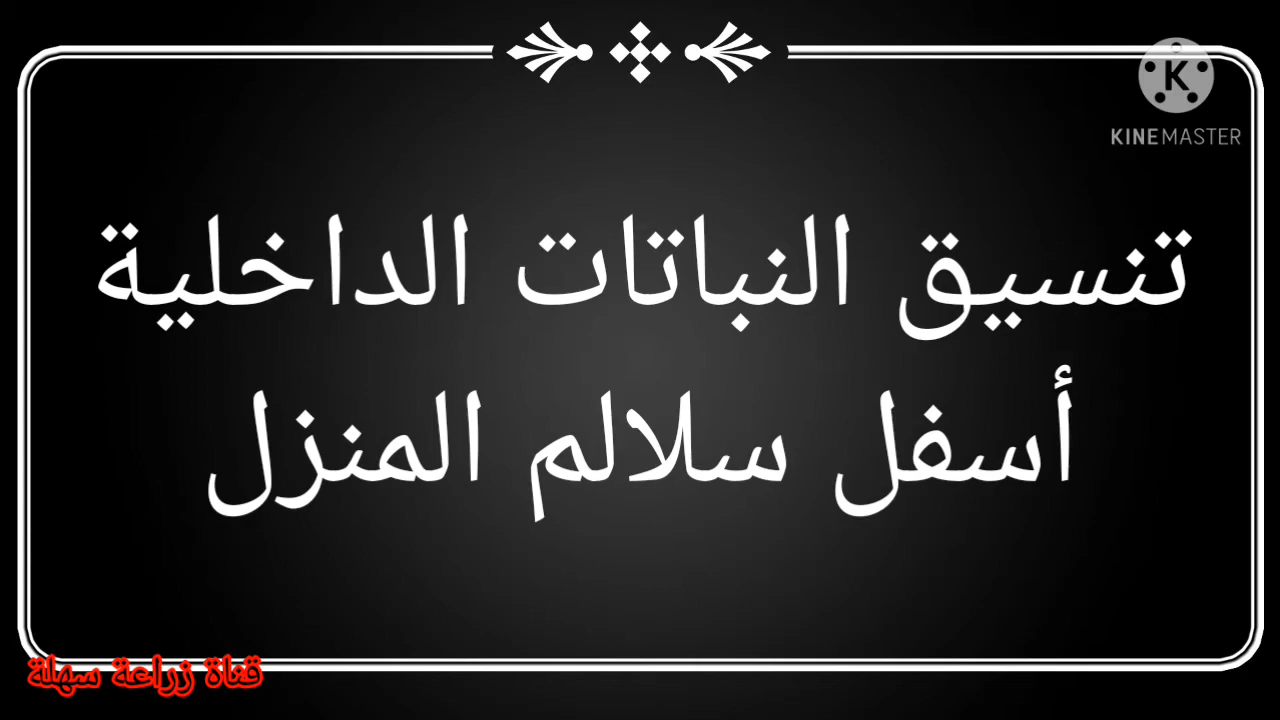 KINEMASTER
تنسيق النباتات الداخلية
أسفل سلالم المنزل
قناة زراعة سهلة